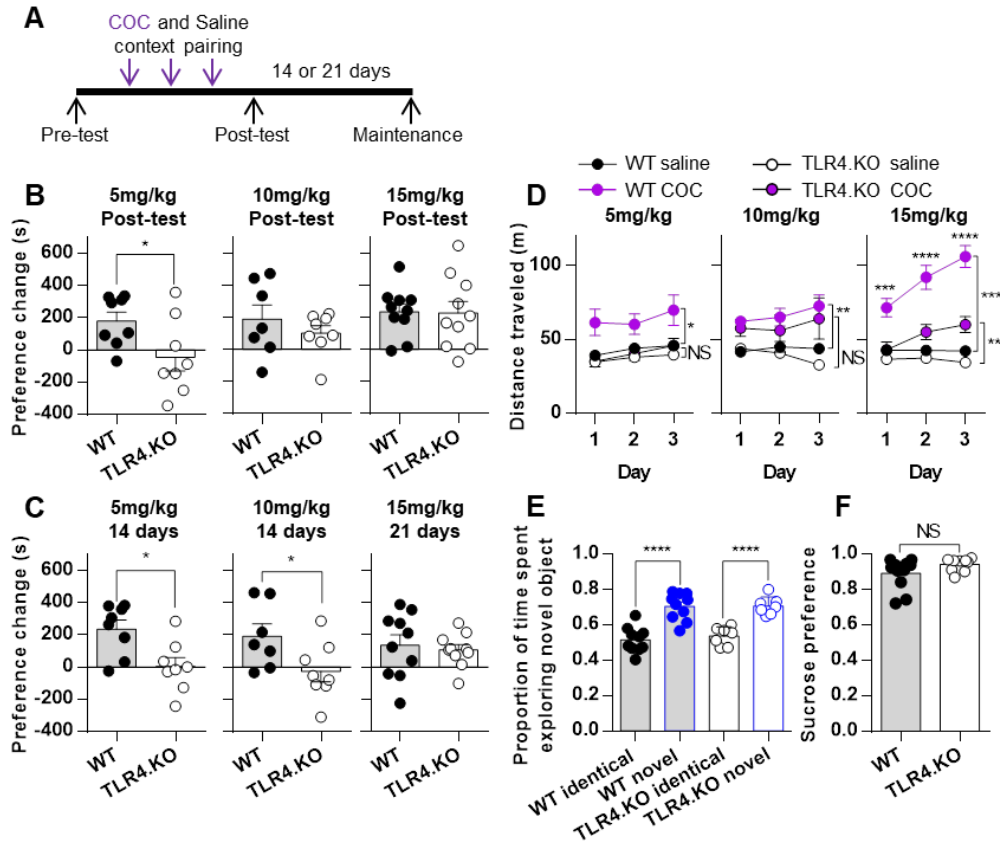 A
COC and Saline
context pairing
14 or 21 days
Pre-test
Post-test
Maintenance
WT saline
TLR4.KO saline
WT COC
TLR4.KO COC
B
5mg/kg
Post-test
10mg/kg
Post-test
15mg/kg
Post-test
Preference change (s)
600
400
200
0
-200
-400
*
WT
TLR4.KO
WT
TLR4.KO
WT
TLR4.KO
D
5mg/kg
10mg/kg
15mg/kg
Distance traveled (m)
100
50
0
*
NS
**
NS
***
****
****
***
**
1 2 3
1 2 3
1 2 3
Day
Day
Day
C
5mg/kg
14 days
10mg/kg
14 days
15mg/kg
21 days
Preference change (s)
600
400
200
0
-200
-400
*
*
WT
TLR4.KO
WT
TLR4.KO
WT
TLR4.KO
E
Proportion of time spent
exploring novel object
1.0
0.8
0.6
0.4
0.2
0.0
****
****
WT identical
WT novel
TLR4.KO identical
TLR4.KO novel
F
Sucrose preference
1.0
0.8
0.6
0.4
0.2
0.0
NS
WT
TLR4.KO